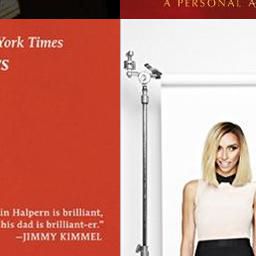 A PERSONAL A
York Times
s
in Halpern is brilliant,
his dad is brilliant-er."
—JIMMY KIMMEL